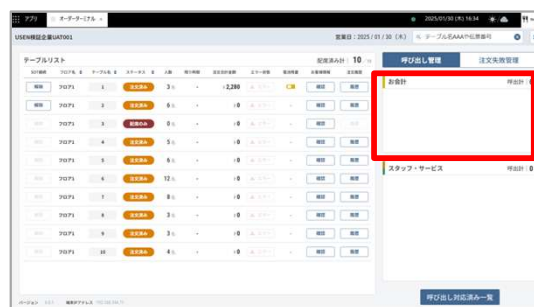 アプリ オーダーターミナル 2025/01/30 (木) 16:34
USEN検証企業UAT001 営業日：2025/01/30 (木) テーブル名AAAや伝票番号
テーブルリスト 配席済み計 10
呼び出し管理 注文失敗管理
フロア名 テーブル名 ステータス 人数 残り時間 注文合計金額 エラー状態 注文履歴
解除 フロア1 1 注文済み 3 - 2,280 確認 履歴
解除 フロア1 2 注文済み 6 - 0 - 確認 履歴
フロア1 3 配席のみ 0 - 0 - 確認
フロア1 4 注文済み 5 - 0 - 確認 履歴
フロア1 5 注文済み 6 - 0 - 確認 履歴
フロア1 6 注文済み 12 - 0 - 確認 履歴
フロア1 7 注文済み 8 - 0 - 確認 履歴
フロア1 8 注文済み 3 - 0 - 確認 履歴
フロア1 9 注文済み 3 - 0 - 確認 履歴
フロア1 10 注文済み 4 - 0 - 確認 履歴
お会計 呼出計
スタッフ・サービス 呼出計 0
バージョン
呼び出し対応済み一覧